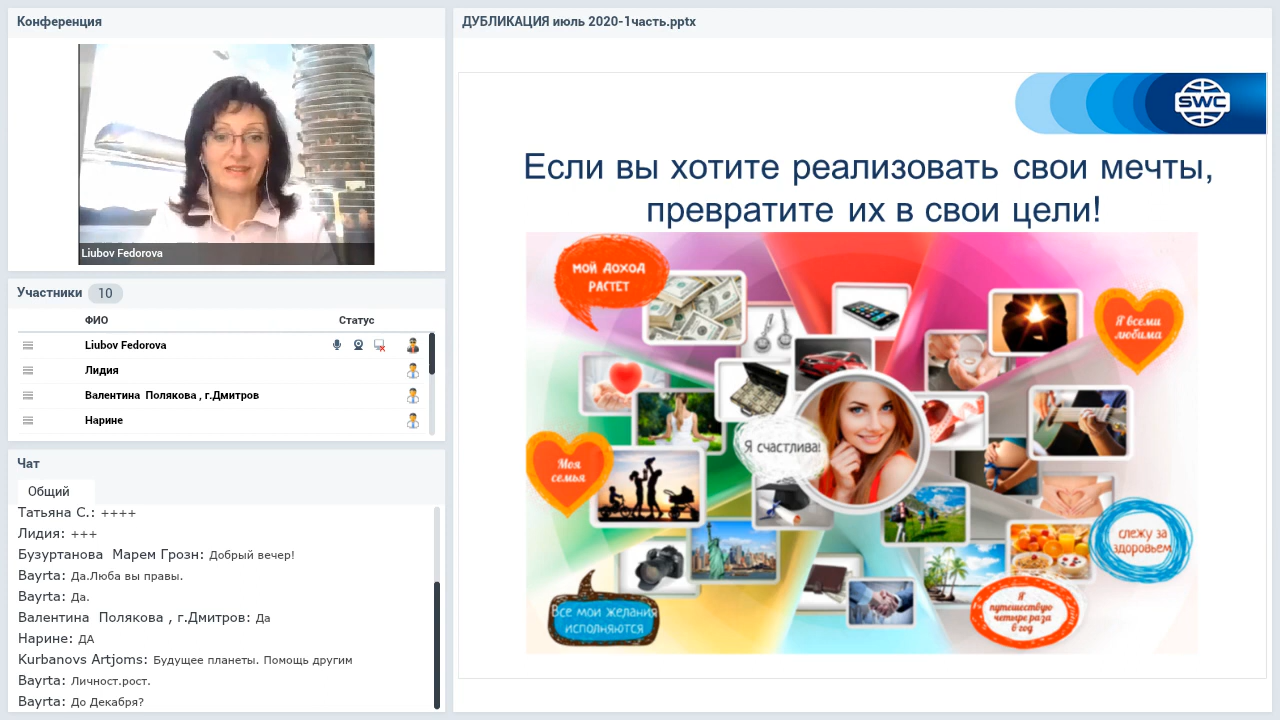 Конференция
Liubov Fedorova
Участники 10
ФИО Статус
Liubov Fedorova
Лидия
Валентина Полякова , г.Дмитров
Нарине
Чат
Общий
Татьяна С.: ++++
Лидия: +++
Бузуртанова Марем Грозн: Добрый вечер!
Bayrta: Да.Люба вы правы.
Bayrta: Да.
Валентина Полякова , г.Дмитров: Да
Нарине: ДА
Kurbanovs Artjoms: Будущее планеты. Помощь другим
Bayrta: Личност.рост.
Bayrta: До Декабря?
ДУБЛИКАЦИЯ июль 2020-1часть.pptx
SWC
Если вы хотите реализовать свои мечты,
превратите их в свои цели!
МОЙ ДОХОД
РАСТЕТ
Я всеми
любима
Я счастлива!
Моя
семья
слежу за
здоровьем
Все мои желания
исполняются
Я
путешествую
четыре раза
в год